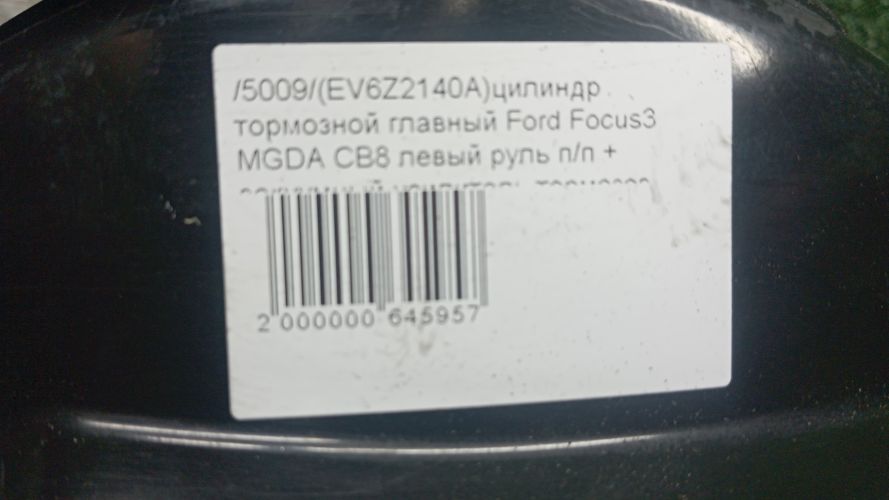 /5009/(EV6Z2140A)цилиндр
тормозной главный Ford Focus3
MGDA CB8 левый руль п/п +
2 000000 645957